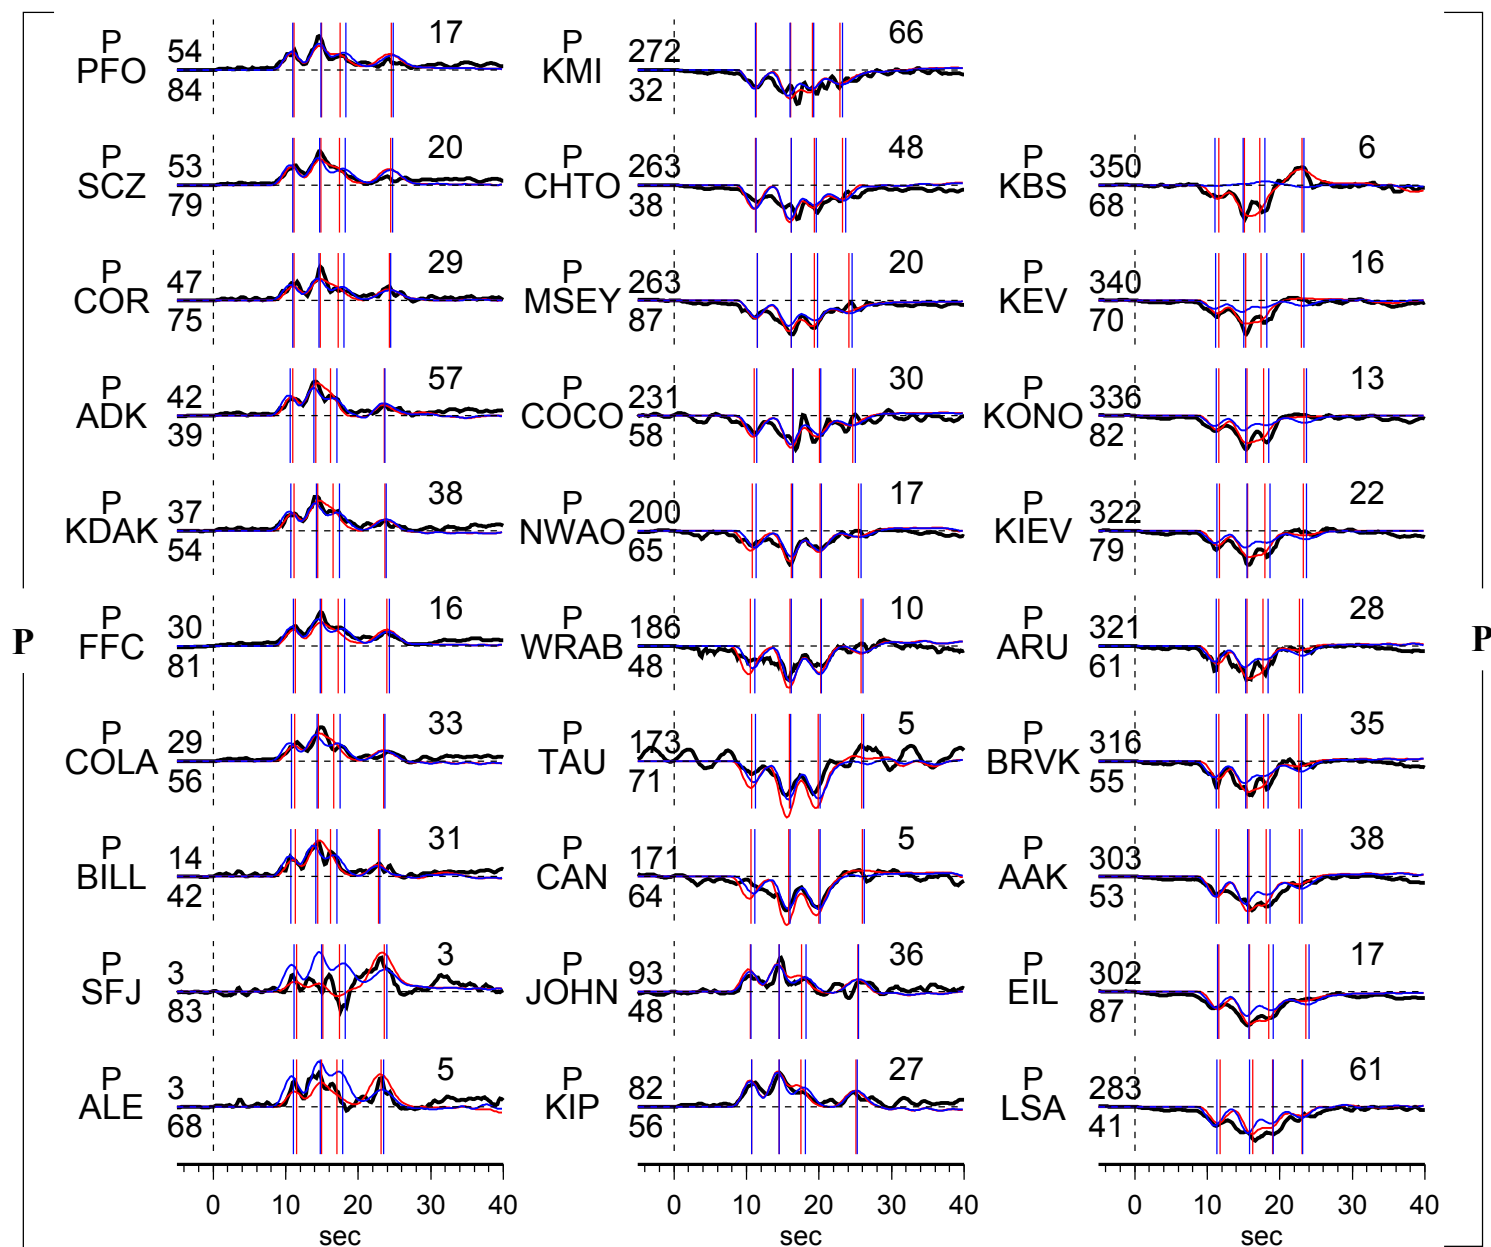 P
PFO
54
84
17
P
SCZ
53
79
20
P
COR
47
75
29
P
ADK
42
39
57
P
KDAK
37
54
38
P
FFC
30
81
16
P
COLA
29
56
33
P
BILL
14
42
31
P
SFJ
3
83
3
P
ALE
3
68
5
0 10 20 30 40
sec
P
KMI
272
32
66
P
CHTO
263
38
48
P
MSEY
263
87
20
P
COCO
231
58
30
P
NWAO
200
65
17
P
WRAB
186
48
10
P
TAU
173
71
5
P
CAN
171
64
5
P
JOHN
93
48
36
P
KIP
82
56
27
0 10 20 30 40
sec
P
KBS
350
68
6
P
KEV
340
70
16
P
KONO
336
82
13
P
KIEV
322
79
22
P
ARU
321
61
28
P
BRVK
316
55
35
P
AAK
303
53
38
P
EIL
302
87
17
P
LSA
283
41
61
0 10 20 30 40
sec
P
P